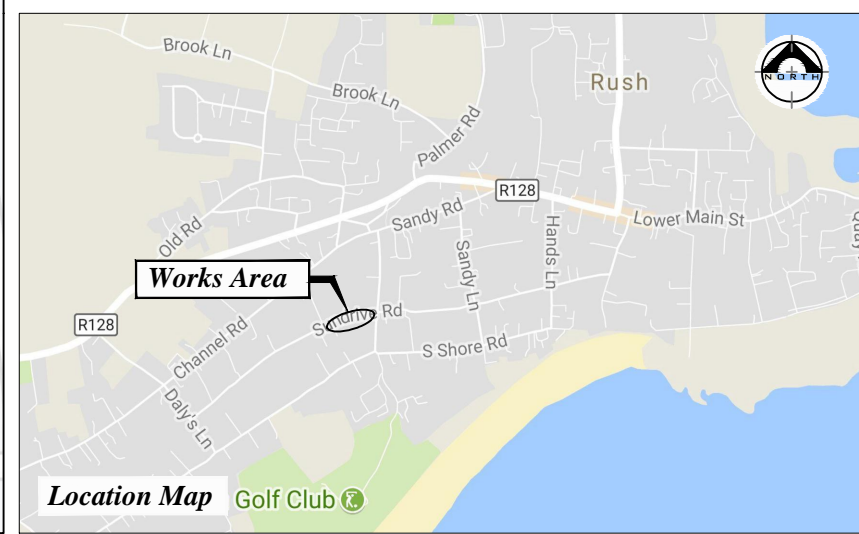 Brook Ln
Brook Ln
Rush
NORTH
Palmer Rd
R128
Old Rd
Sandy Rd
Lower Main St
Hands Ln
Sandy Ln
Works Area
Sundrive Rd
R128
Channel Rd
S Shore Rd
Daly's Ln
Location Map
Golf Club